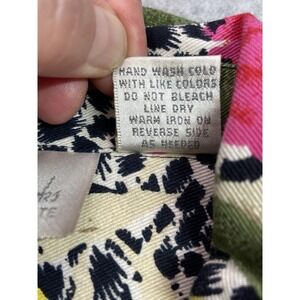 HAND WASH COLD
WITH LIKE COLORS
DO NOT BLEACH
LINE DRY
WARM IRON ON
REVERSE SIDE
AS NEEDED